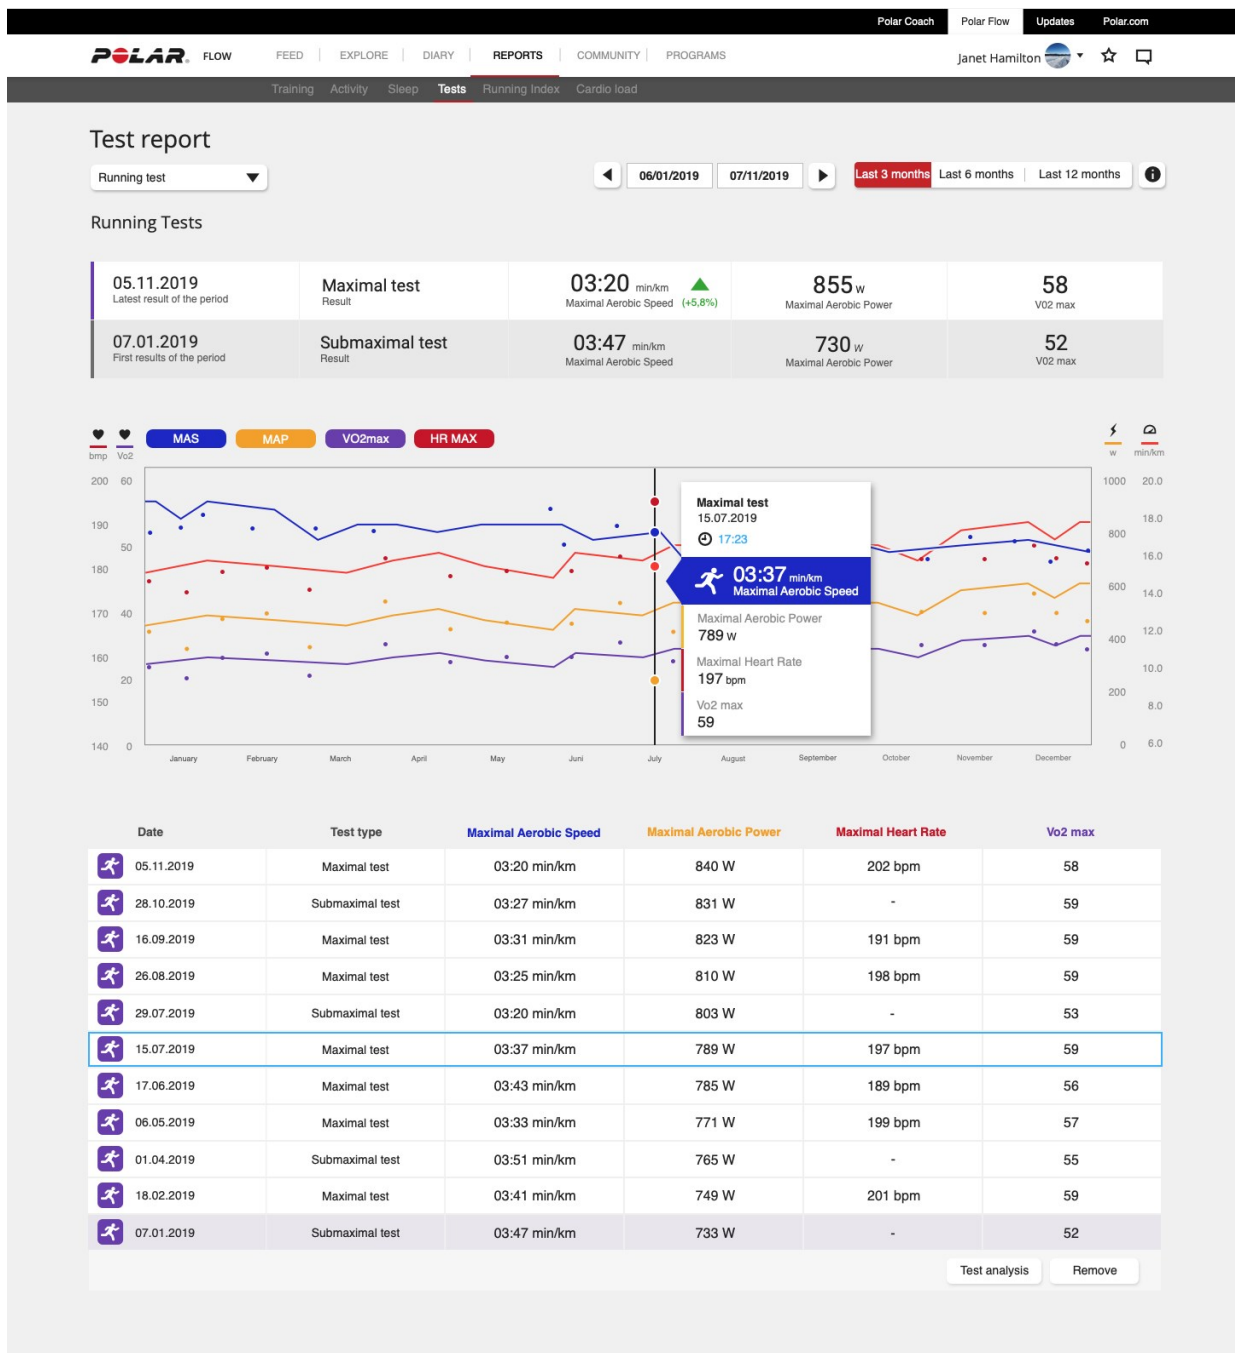 Polar Coach Polar Flow Updates Polar.com
POLAR. FLOW FEED EXPLORE DIARY REPORTS COMMUNITY PROGRAMS Janet Hamilton
Training Activity Sleep Tests Running Index Cardio load
Test report
Running test 06/01/2019 07/11/2019 Last 3 months Last 6 months Last 12 months
Running Tests
05.11.2019 Maximal test 03:20 min/km 855 w 58
Latest result of the period Result Maximal Aerobic Speed (+5,8%) Maximal Aerobic Power V02 max
07.01.2019 Submaximal test 03:47 min/km 730 w 52
First results of the period Result Maximal Aerobic Speed Maximal Aerobic Power V02 max
MAS MAP VO2max HR MAX
bmp Vo2 w min/km
200 60 1000 20.0
190 18.0
800
50 16.0
180
600 14.0
170 40
400 12.0
160 10.0
20 200
150 8.0
140 0 0 6.0
Maximal test
15.07.2019
17:23
03:37 min/km
Maximal Aerobic Speed
Maximal Aerobic Power
789 w
Maximal Heart Rate
197 bpm
Vo2 max
59
January February March April May Juni July August September October November December
Date Test type Maximal Aerobic Speed Maximal Aerobic Power Maximal Heart Rate Vo2 max
05.11.2019 Maximal test 03:20 min/km 840 W 202 bpm 58
28.10.2019 Submaximal test 03:27 min/km 831 W - 59
16.09.2019 Maximal test 03:31 min/km 823 W 191 bpm 59
26.08.2019 Maximal test 03:25 min/km 810 W 198 bpm 59
29.07.2019 Submaximal test 03:20 min/km 803 W - 53
15.07.2019 Maximal test 03:37 min/km 789 W 197 bpm 59
17.06.2019 Maximal test 03:43 min/km 785 W 189 bpm 56
06.05.2019 Maximal test 03:33 min/km 771 W 199 bpm 57
01.04.2019 Submaximal test 03:51 min/km 765 W - 55
18.02.2019 Maximal test 03:41 min/km 749 W 201 bpm 59
07.01.2019 Submaximal test 03:47 min/km 733 W - 52
Test analysis Remove